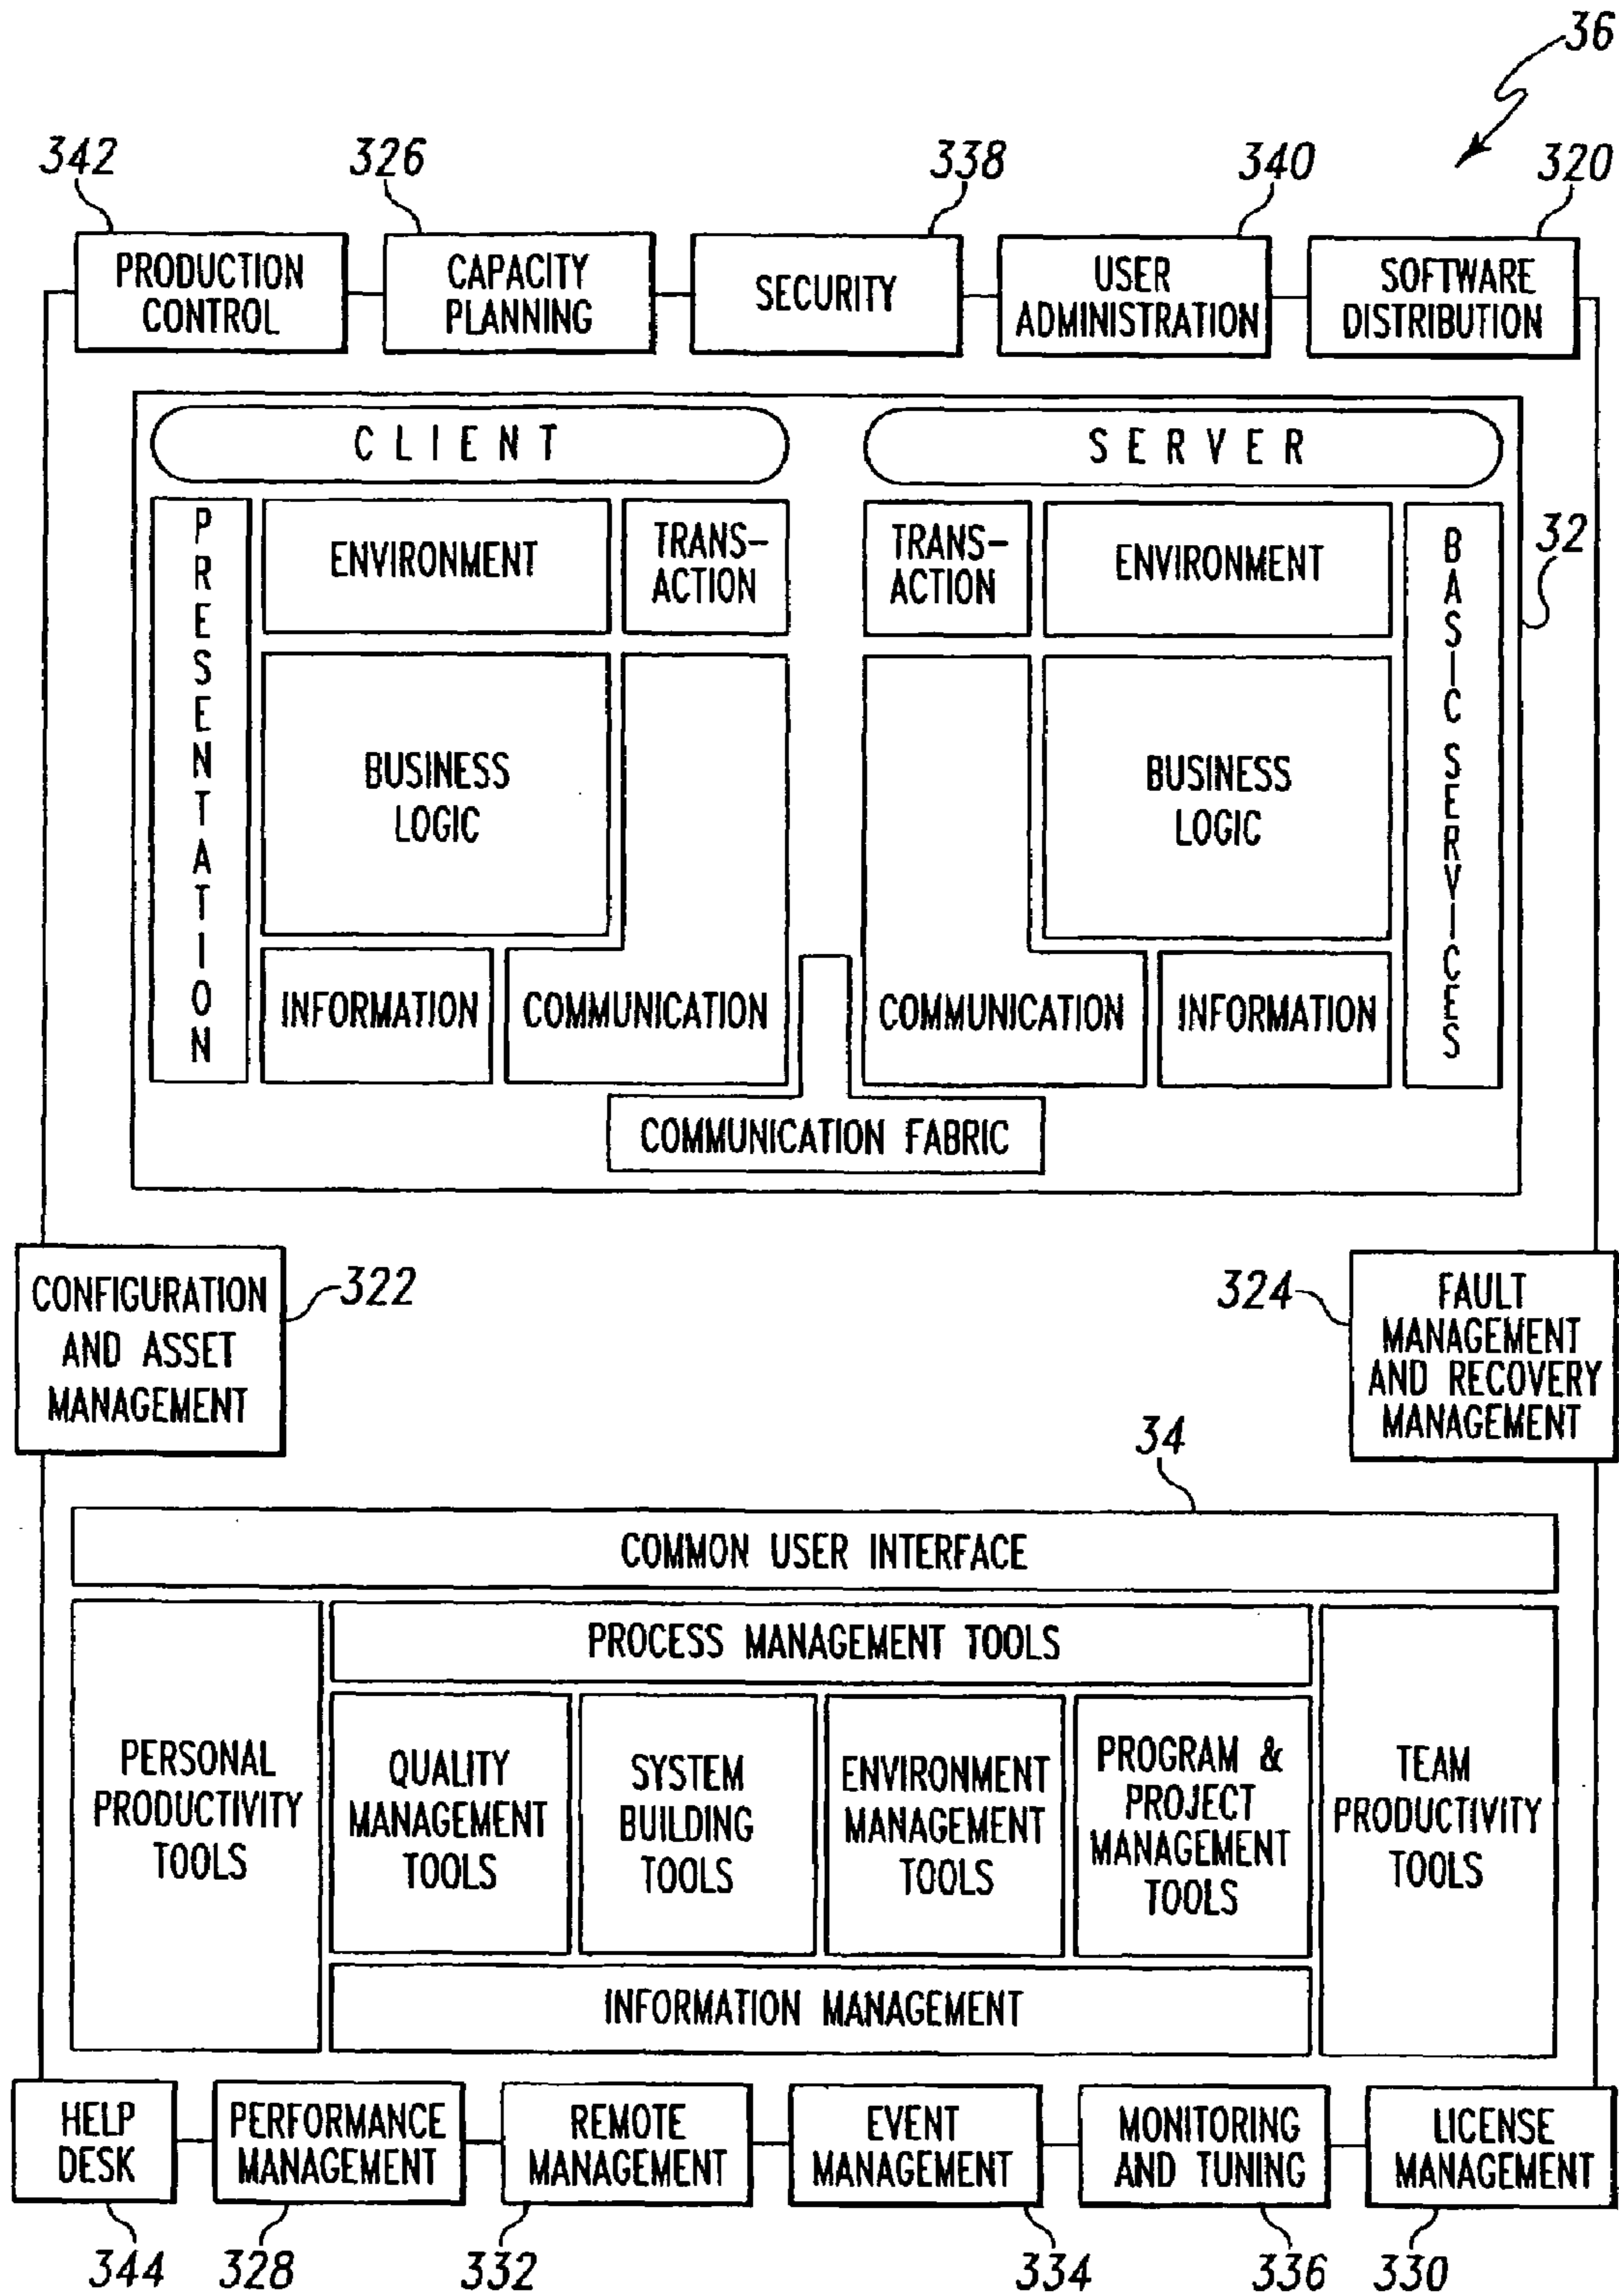 36
342
326
338
340
320
PRODUCTION
CONTROL
CAPACITY
PLANNING
SECURITY
USER
ADMINISTRATION
SOFTWARE
DISTRIBUTION
CLIENT
SERVER
PRESENTATION
ENVIRONMENT
TRANS-
ACTION
TRANS-
ACTION
ENVIRONMENT
BASIC SERVICES
32
BUSINESS
LOGIC
BUSINESS
LOGIC
INFORMATION
COMMUNICATION
COMMUNICATION
INFORMATION
COMMUNICATION FABRIC
CONFIGURATION
AND ASSET
MANAGEMENT
322
324
FAULT
MANAGEMENT
AND RECOVERY
MANAGEMENT
34
COMMON USER INTERFACE
PROCESS MANAGEMENT TOOLS
PERSONAL
PRODUCTIVITY
TOOLS
QUALITY
MANAGEMENT
TOOLS
SYSTEM
BUILDING
TOOLS
ENVIRONMENT
MANAGEMENT
TOOLS
PROGRAM &
PROJECT
MANAGEMENT
TOOLS
TEAM
PRODUCTIVITY
TOOLS
INFORMATION MANAGEMENT
HELP
DESK
PERFORMANCE
MANAGEMENT
REMOTE
MANAGEMENT
EVENT
MANAGEMENT
MONITORING
AND TUNING
LICENSE
MANAGEMENT
344
328
332
334
336
330